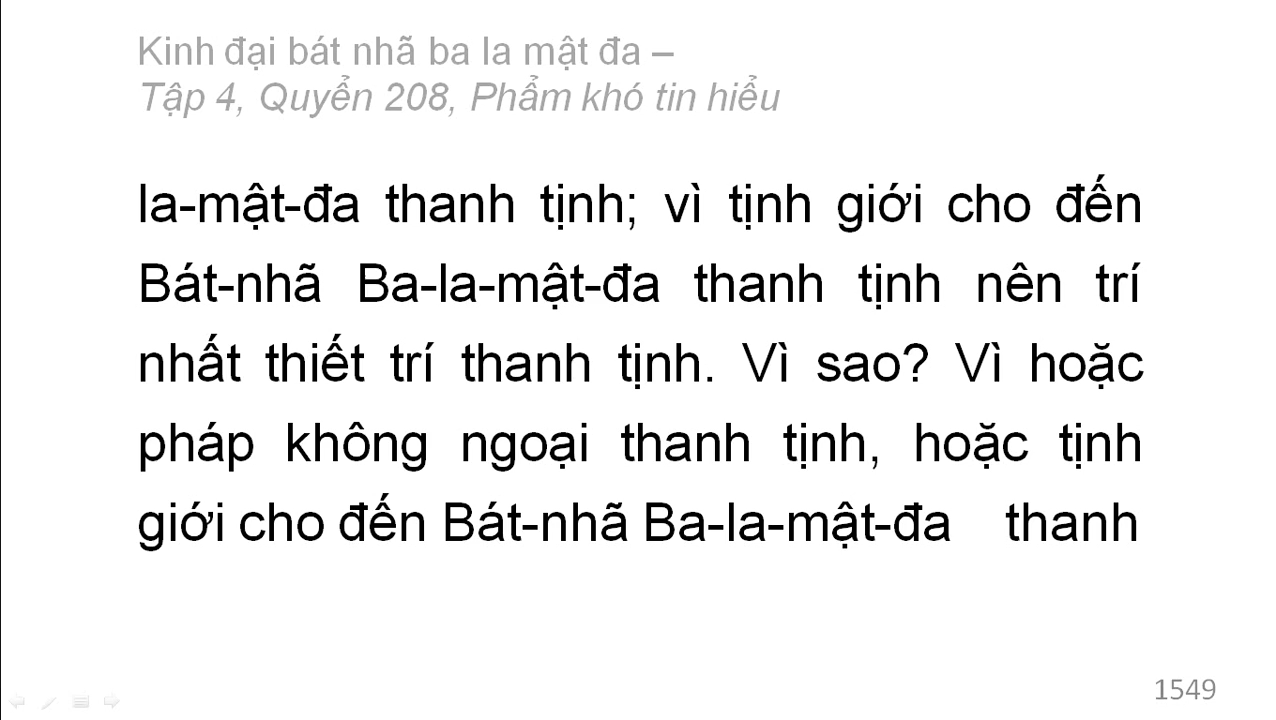 Kinh đại bát nhã ba la mật đa –
Tập 4, Quyển 208, Phẩm khó tin hiểu
la-mật-đa thanh tịnh; vì tịnh giới cho đến
Bát-nhã Ba-la-mật-đa thanh tịnh nên trí
nhất thiết trí thanh tịnh. Vì sao? Vì hoặc
pháp không ngoại thanh tịnh, hoặc tịnh
giới cho đến Bát-nhã Ba-la-mật-đa thanh
1549